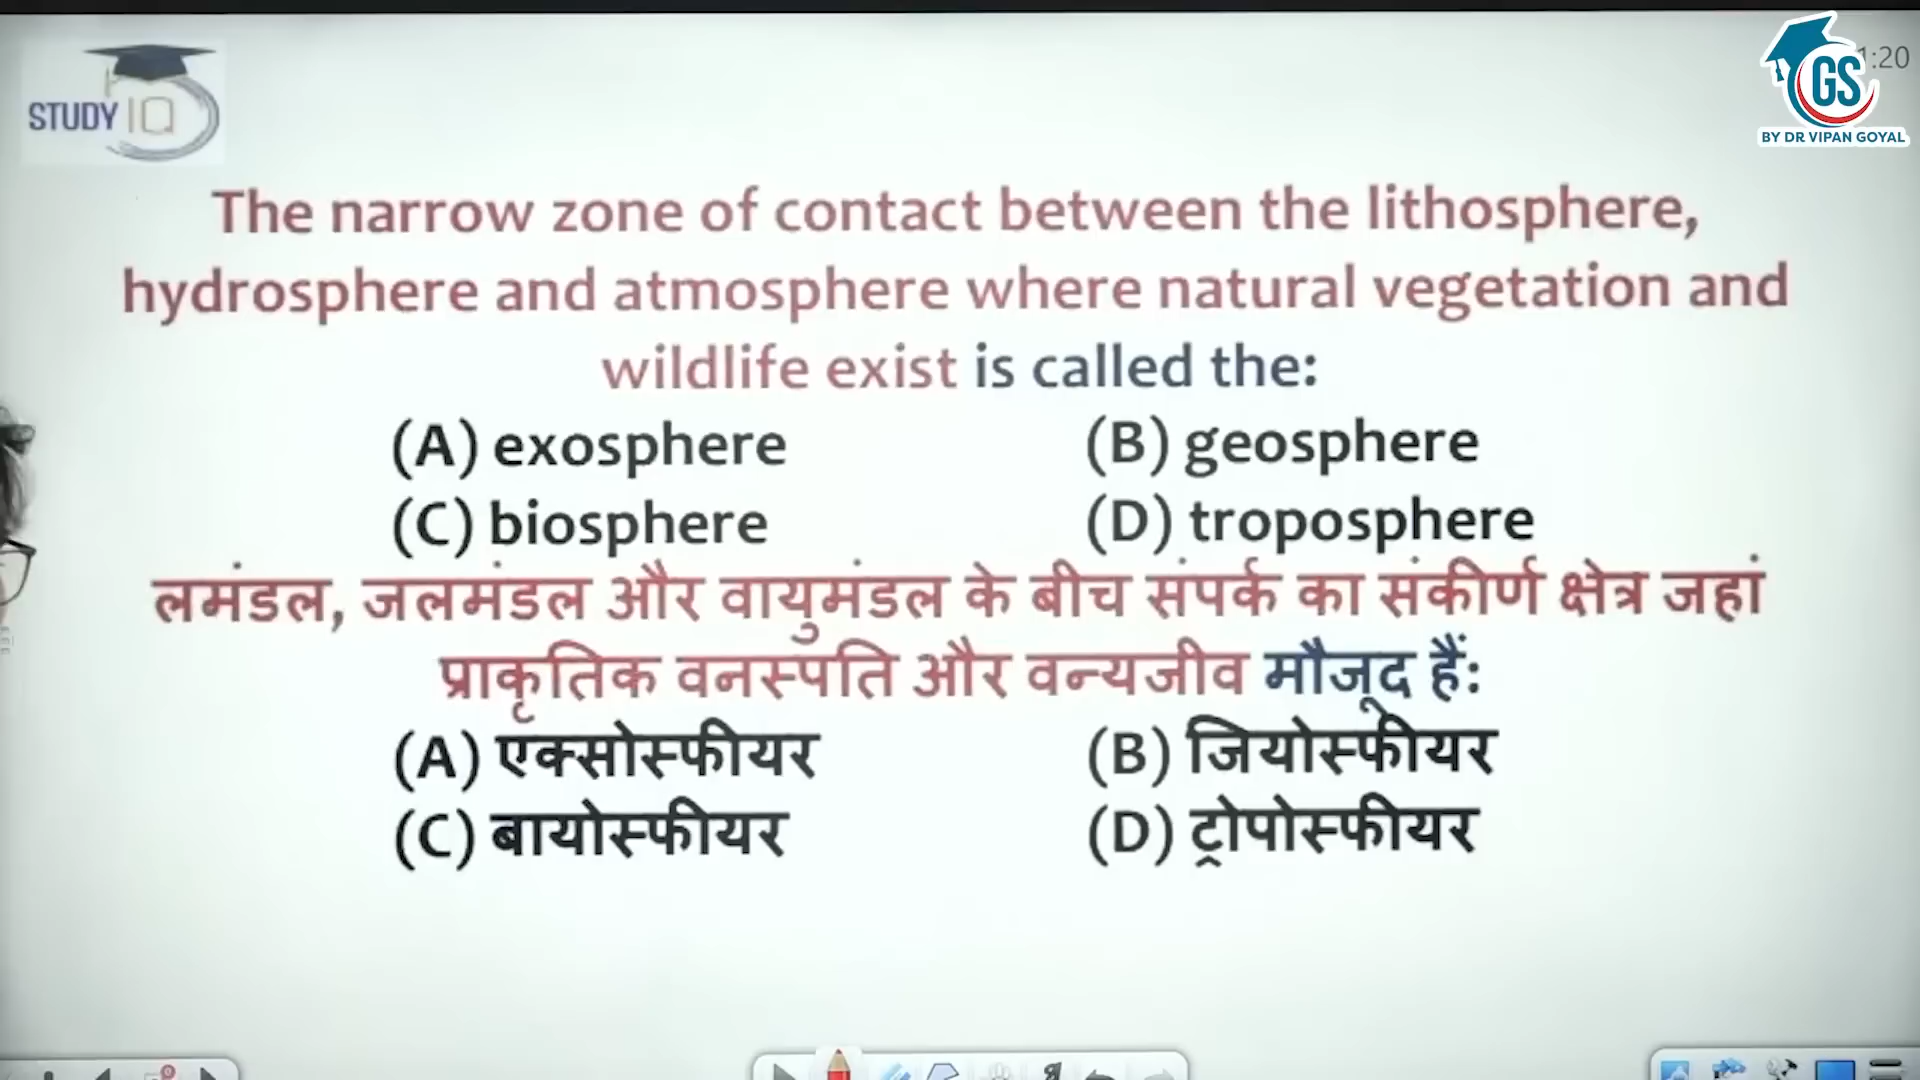 STUDY IQ
1:20
GS
BY DR VIPAN GOYAL
The narrow zone of contact between the lithosphere,
hydrosphere and atmosphere where natural vegetation and
wildlife exist is called the:
(A) exosphere (B) geosphere
(C) biosphere (D) troposphere
लमंडल, जलमंडल और वायुमंडल के बीच संपर्क का संकीर्ण क्षेत्र जहां
प्राकृतिक वनस्पति और वन्यजीव मौजूद हैं:
(A) एक्सोस्फीयर (B) जियोस्फीयर
(C) बायोस्फीयर (D) ट्रोपोस्फीयर